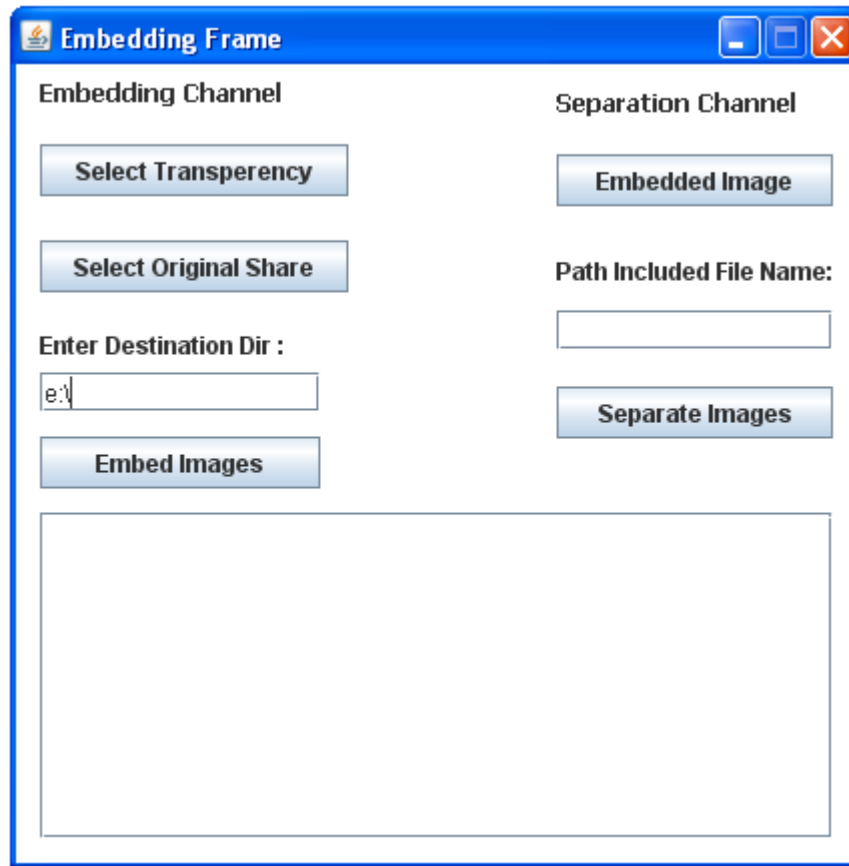 Embedding Frame
Embedding Channel
Select Transperency
Select Original Share
Enter Destination Dir :
e:\
Embed Images
Separation Channel
Embedded Image
Path Included File Name:
Separate Images